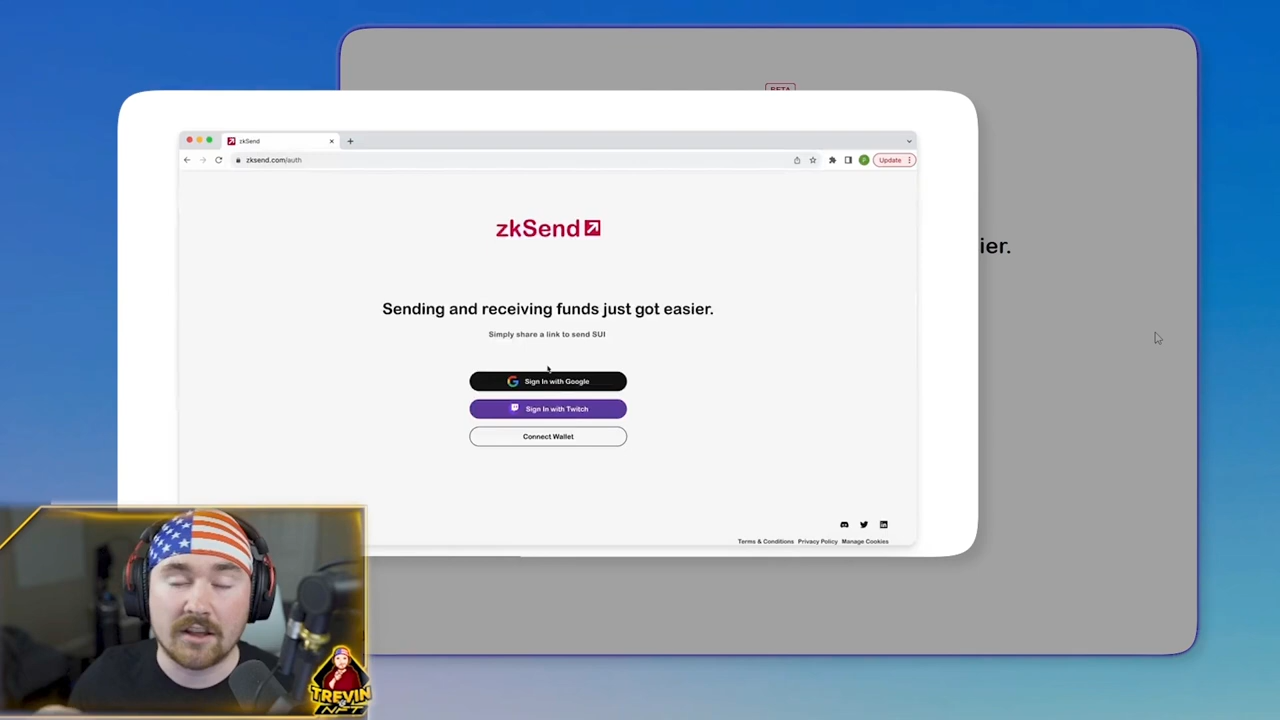 BETA
zkSend
zksend.com/auth
Update
zkSend
ier.
Sending and receiving funds just got easier.
Simply share a link to send SUI
Sign In with Google
Sign In with Twitch
Connect Wallet
Terms & Conditions Privacy Policy Manage Cookies
TREVIN
NFT